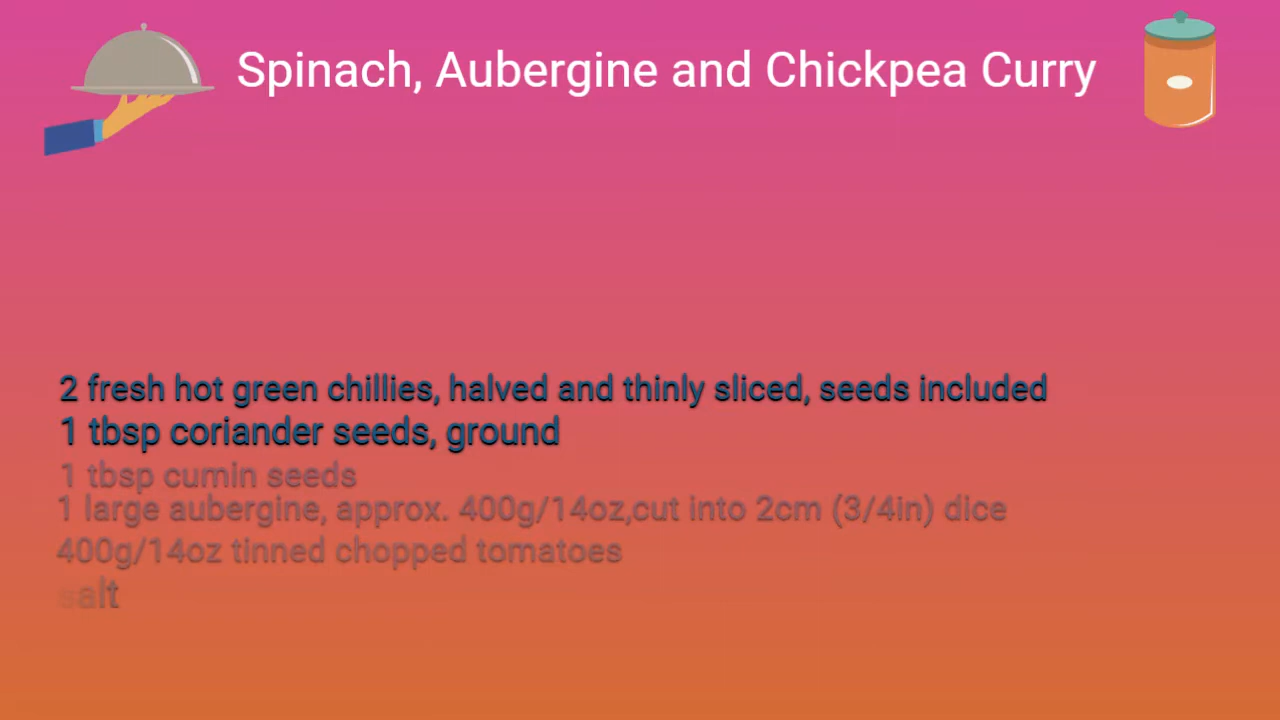 Spinach, Aubergine and Chickpea Curry
2 fresh hot green chillies, halved and thinly sliced, seeds included
1 tbsp coriander seeds, ground
1 tbsp cumin seeds
1 large aubergine, approx. 400g/14oz,cut into 2cm (3/4in) dice
400g/14oz tinned chopped tomatoes
salt